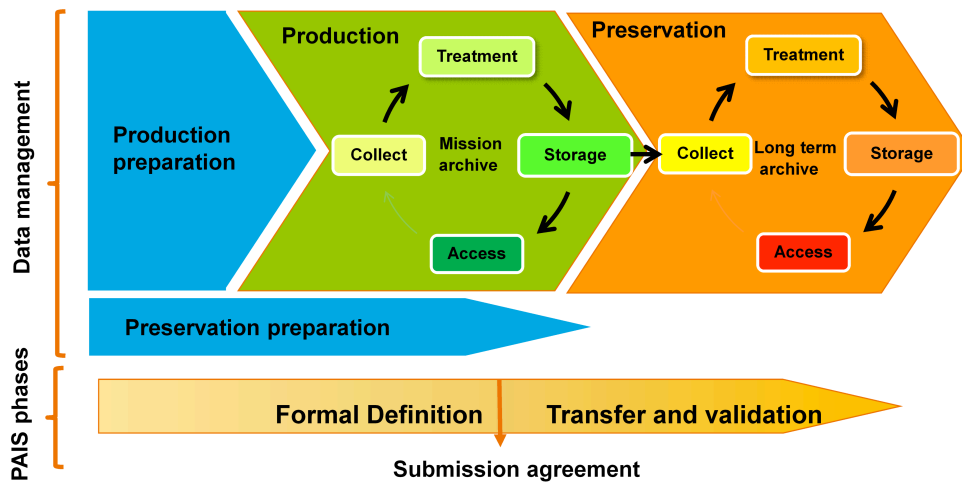 Data management
Production
preparation
Production
Treatment
Collect
Mission
archive
Storage
Access
Preservation
Treatment
Collect
Long term
archive
Storage
Access
Preservation preparation
PAIS phases
Formal Definition
Transfer and validation
Submission agreement